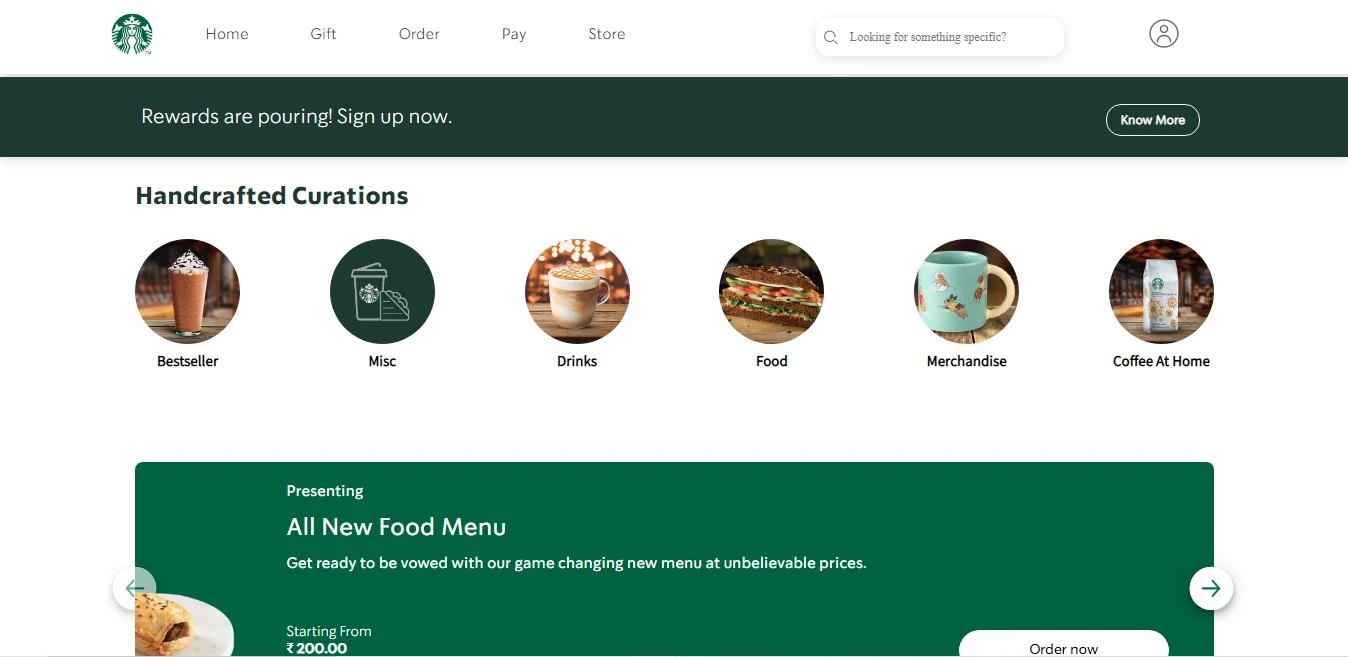 Home Gift Order Pay Store
Looking for something specific?
Rewards are pouring! Sign up now.
Know More
Handcrafted Curations
Bestseller
Misc
Drinks
Food
Merchandise
Coffee At Home
Presenting
All New Food Menu
Get ready to be vowed with our game changing new menu at unbelievable prices.
Starting From
₹ 200.00
Order now